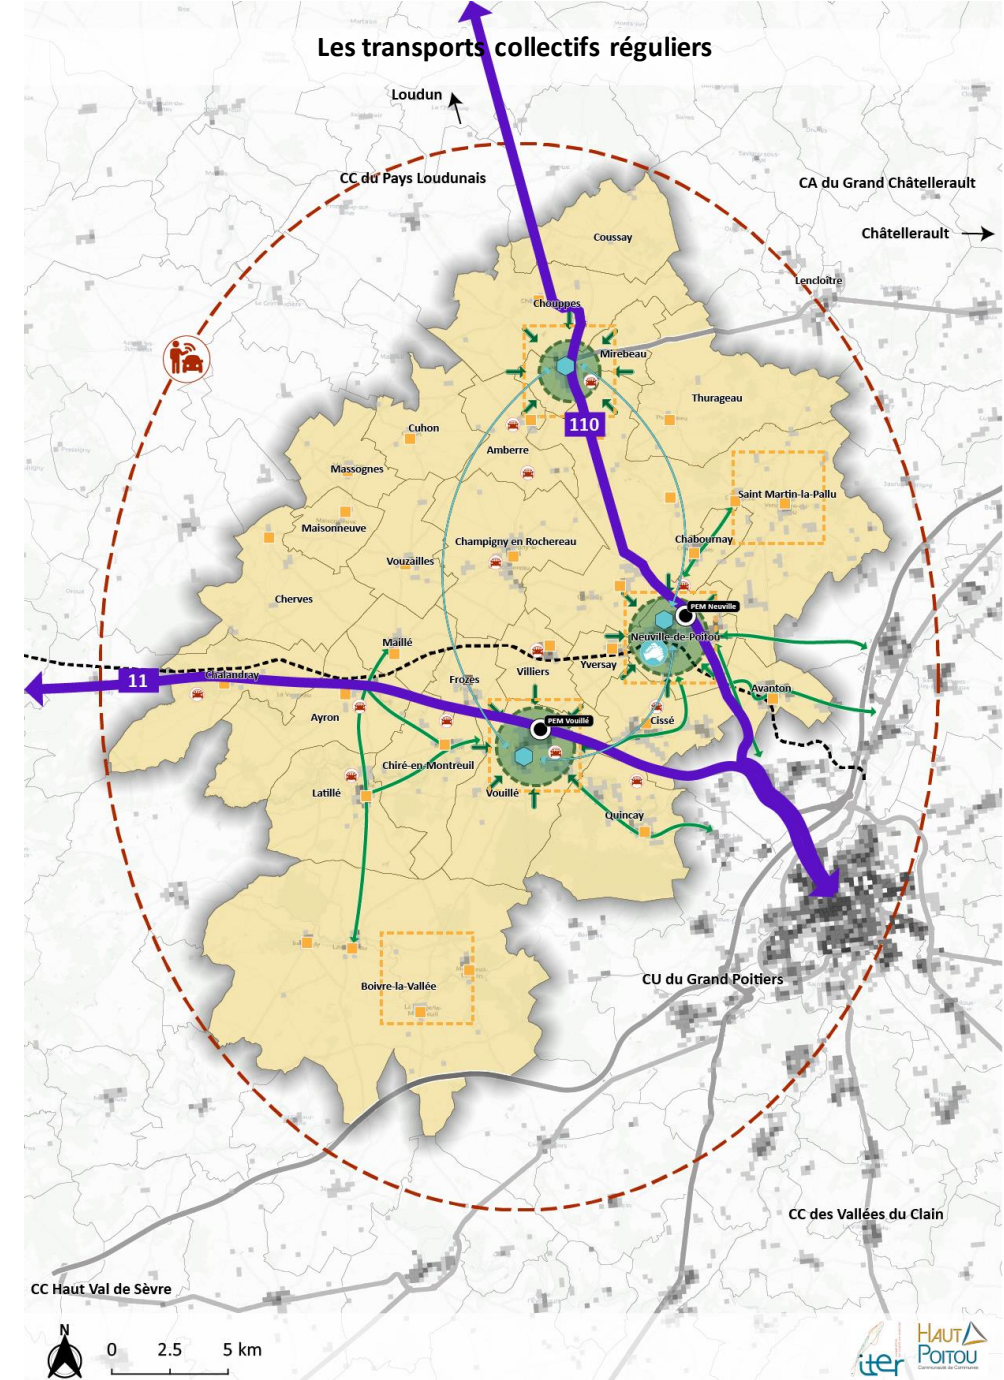 Les transports collectifs réguliers
Loudun
CC du Pays Loudunais
CA du Grand Châtellerault
Châtellerault
Coussay
Lencloître
Chouppes
Mirebeau
Thurageau
110
Cuhon
Amberre
Massognes
Saint Martin-la-Pallu
Maisonneuve
Champigny en Rochereau
Chabournay
Vouzailles
Cherves
PEM Neuville
Neuville-de-Poitou
Maillé
Yversay
Villiers
Chalandray
11
Frozes
Avanton
Ayron
PEM Vouillé
Cissé
Chiré-en-Montreuil
Latillé
Vouillé
Quincay
CU du Grand Poitiers
Boivre-la-Vallée
CC des Vallées du Clain
CC Haut Val de Sèvre
N
0 2.5 5 km
iter
HAUT
POITOU
Communauté de Communes